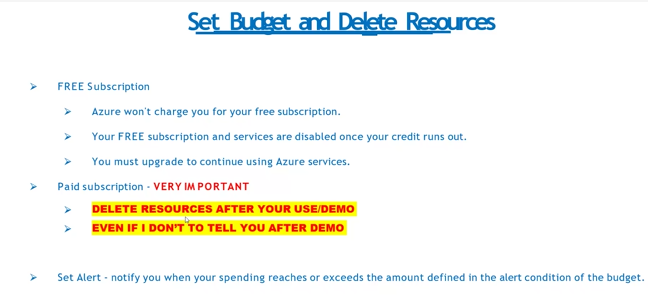 Set Budget and Delete Resources
FREE Subscription
Azure won't charge you for your free subscription.
Your FREE subscription and services are disabled once your credit runs out.
You must upgrade to continue using Azure services.
Paid subscription - VERY IMPORTANT
DELETE RESOURCES AFTER YOUR USE/DEMO
EVEN IF I DON'T TO TELL YOU AFTER DEMO
Set Alert - notify you when your spending reaches or exceeds the amount defined in the alert condition of the budget.